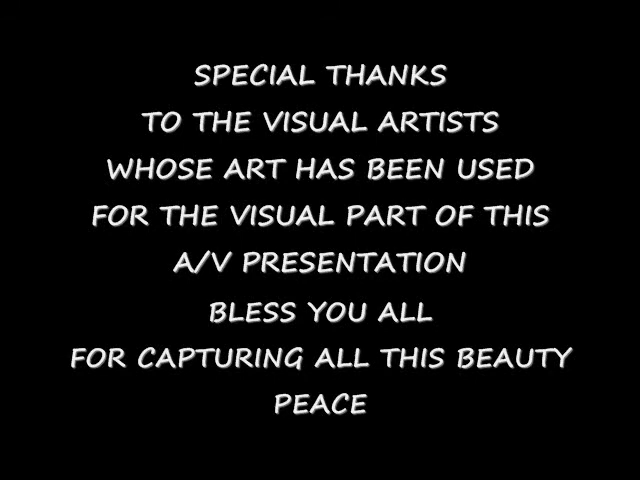 SPECIAL THANKS
TO THE VISUAL ARTISTS
WHOSE ART HAS BEEN USED
FOR THE VISUAL PART OF THIS
A/V PRESENTATION
BLESS YOU ALL
FOR CAPTURING ALL THIS BEAUTY
PEACE